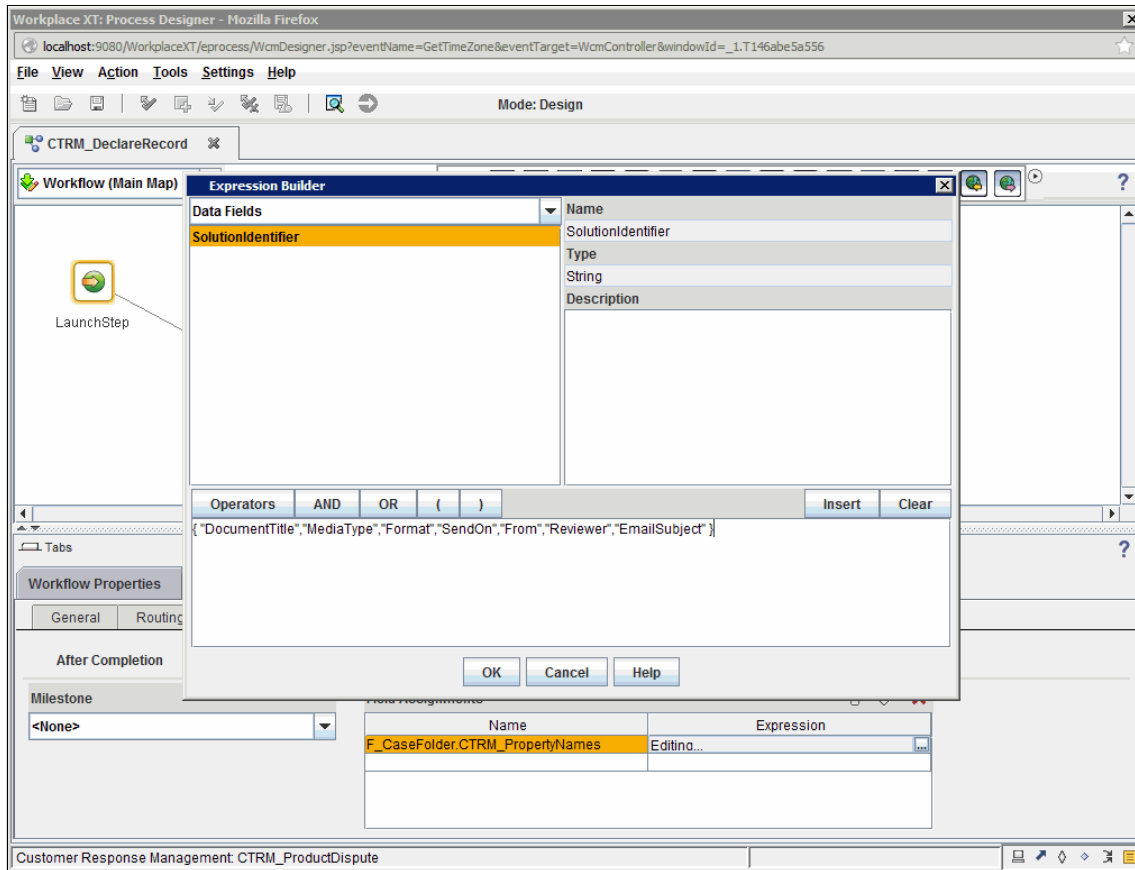 Workplace XT: Process Designer - Mozilla Firefox
localhost:9080/WorkplaceXT/eprocess/WcmDesigner.jsp?eventName=GetTimeZone&eventTarget=WcmController&windowId=_1.T146abe5a556
File View Action Tools Settings Help
Mode: Design
CTRM_DeclareRecord
Workflow (Main Map)
Expression Builder
Data Fields
Name
SolutionIdentifier
SolutionIdentifier
Type
String
Description
LaunchStep
Operators AND OR ( ) Insert Clear
{ "DocumentTitle","MediaType","Format","SendOn","From","Reviewer","EmailSubject" }
Tabs
Workflow Properties
General Routing
After Completion
OK Cancel Help
Milestone
Field Assignments
<None>
Name Expression
F_CaseFolder.CTRM_PropertyNames Editing... ...
Customer Response Management: CTRM_ProductDispute